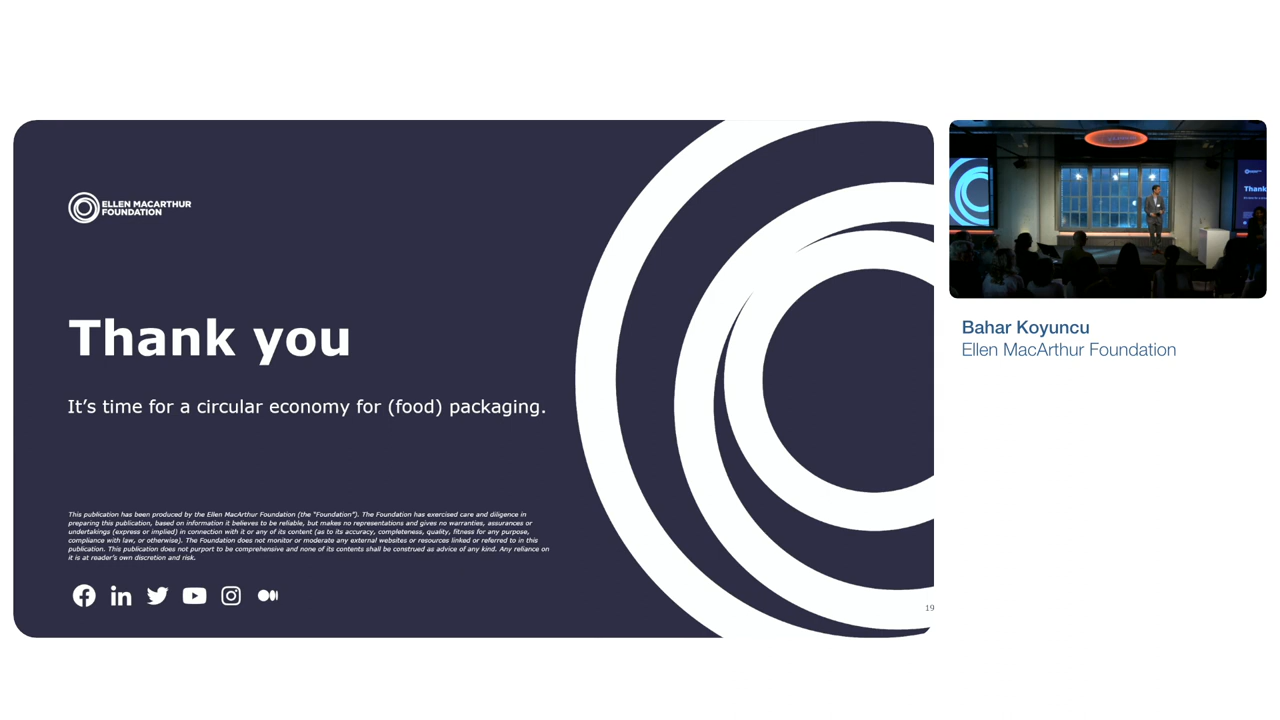 ELLEN MACARTHUR
FOUNDATION
Thank you
It's time for a circular economy for (food) packaging.
This publication has been produced by the Ellen MacArthur Foundation (the "Foundation"). The Foundation has exercised care and diligence in
preparing this publication, based on information it believes to be reliable, but makes no representations and gives no warranties, assurances or
undertakings (express or implied) in connection with it or any of its content (as to its accuracy, completeness, quality, fitness for any purpose,
compliance with law, or otherwise). The Foundation does not monitor or moderate any external websites or resources linked or referred to in this
publication. This publication does not purport to be comprehensive and none of its contents shall be construed as advice of any kind. Any reliance on
it is at reader's own discretion and risk.
in
19
Thank
Bahar Koyuncu
Ellen MacArthur Foundation